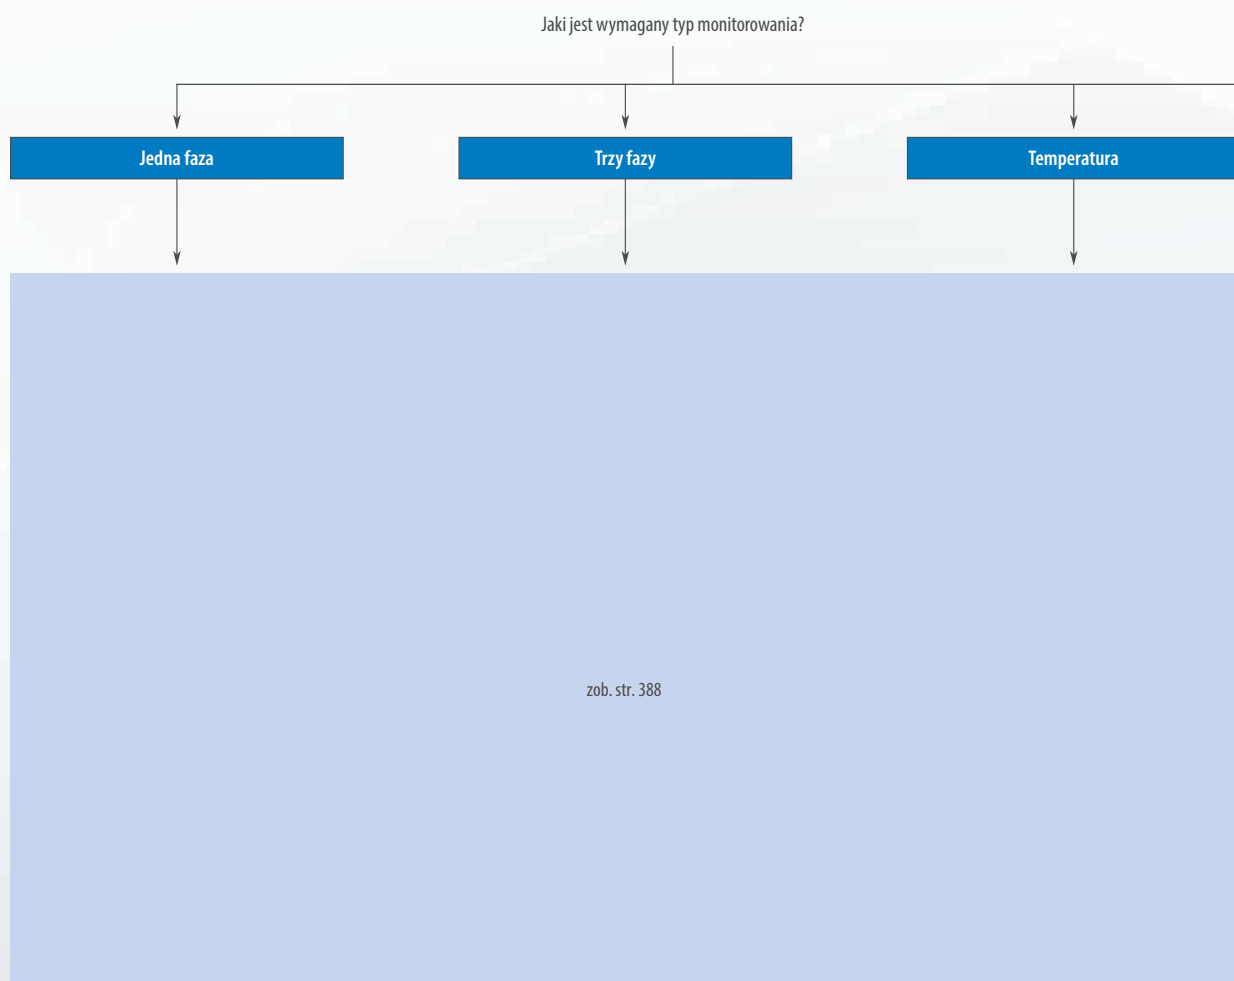 Jaki jest wymagany typ monitorowania?
Jedna faza
Trzy fazy
Temperatura
zob. str. 388